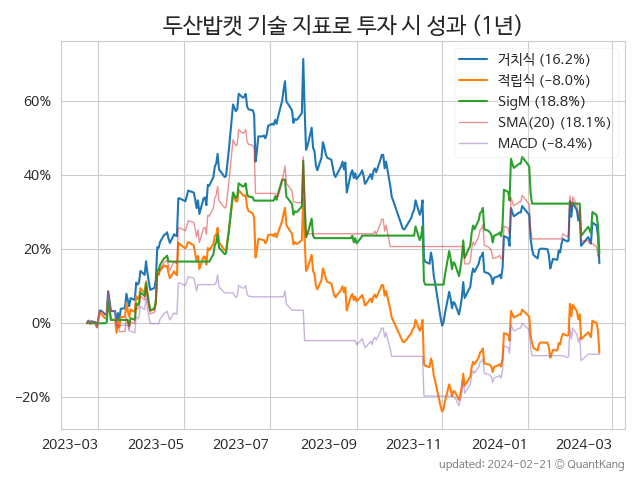 두산밥캣 기술 지표로 투자 시 성과 (1년)
거치식 (16.2%)
적립식 (−8.0%)
SigM (18.8%)
SMA(20) (18.1%)
MACD (−8.4%)
60%
40%
20%
0%
−20%
2023−03 2023−05 2023−07 2023−09 2023−11 2024−01 2024−03
updated: 2024−02−21 © QuantKang